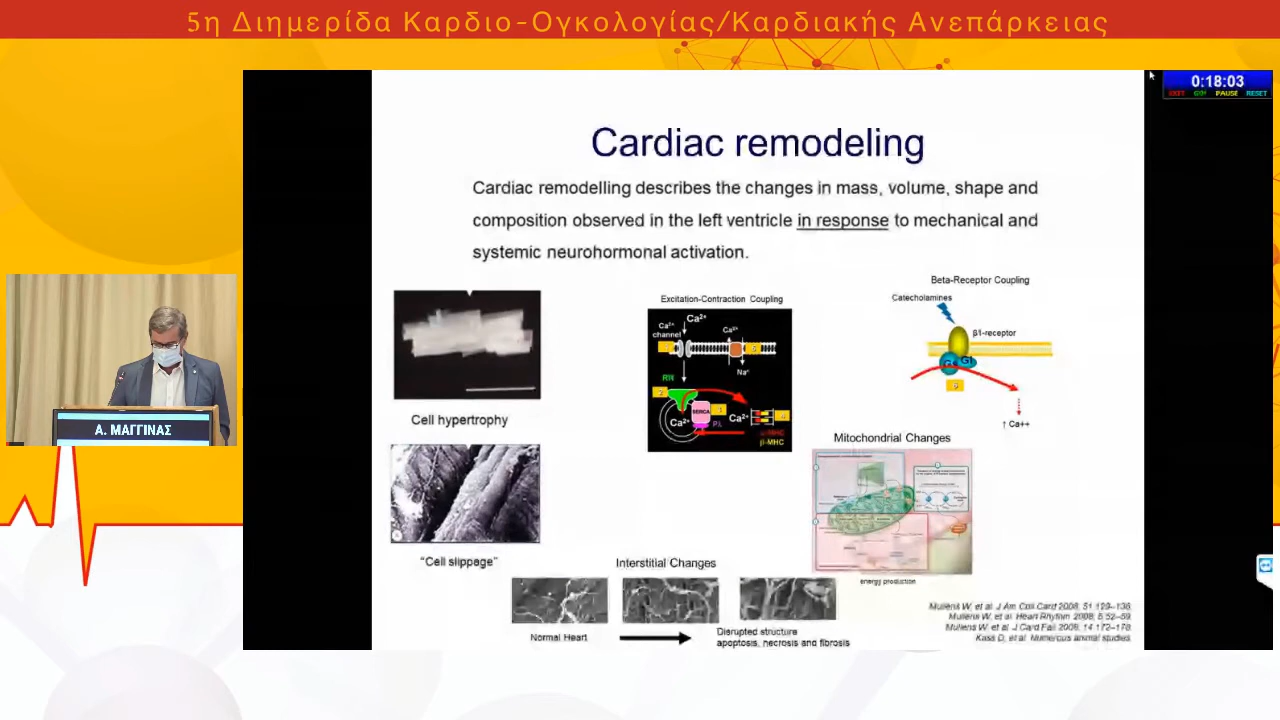 5η Διημερίδα Καρδιο-Ογκολογίας/Καρδιακής Ανεπάρκειας
0:18:03
EXIT GO! PAUSE RESET
Cardiac remodeling
Cardiac remodelling describes the changes in mass, volume, shape and
composition observed in the left ventricle in response to mechanical and
systemic neurohormonal activation.
Beta-Receptor Coupling
Catecholamines
β1-receptor
↑ Ca++
Excitation-Contraction Coupling
Ca²⁺
Ca²⁺
channel
Ca²⁺
Na⁺
SERCA
Ca²⁺
Ca²⁺
β-MHC
Cell hypertrophy
Mitochondrial Changes
energy production
"Cell slippage"
Interstitial Changes
Normal Heart
Disrupted structure
apoptosis, necrosis and fibrosis
Mullens W, et al. J Am Coll Card 2008; 51:129–136.
Mullens W, et al. Heart Rhythm 2008; 5:52–59.
Mullens W, et al. J Card Fail 2008; 14:172–178.
Kass D, et al. Numerous animal studies.
Α. ΜΑΓΓΙΝΑΣ